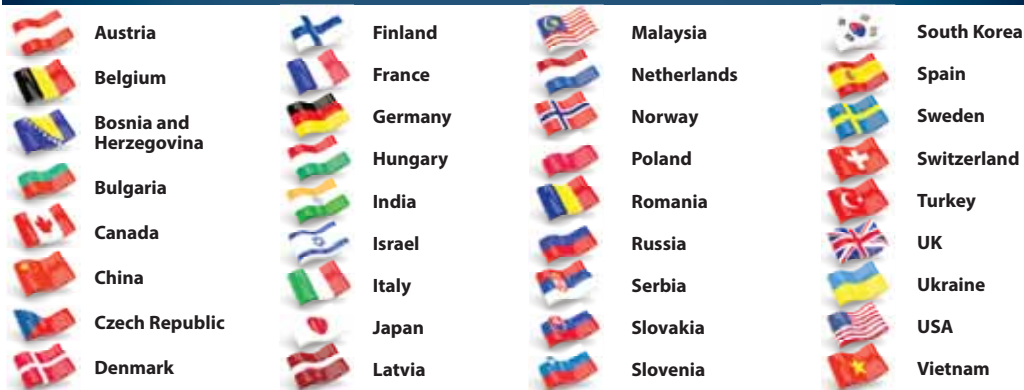 Austria
Belgium
Bosnia and
Herzegovina
Bulgaria
Canada
China
Czech Republic
Denmark
Finland
France
Germany
Hungary
India
Israel
Italy
Japan
Latvia
Malaysia
Netherlands
Norway
Poland
Romania
Russia
Serbia
Slovakia
Slovenia
South Korea
Spain
Sweden
Switzerland
Turkey
UK
Ukraine
USA
Vietnam